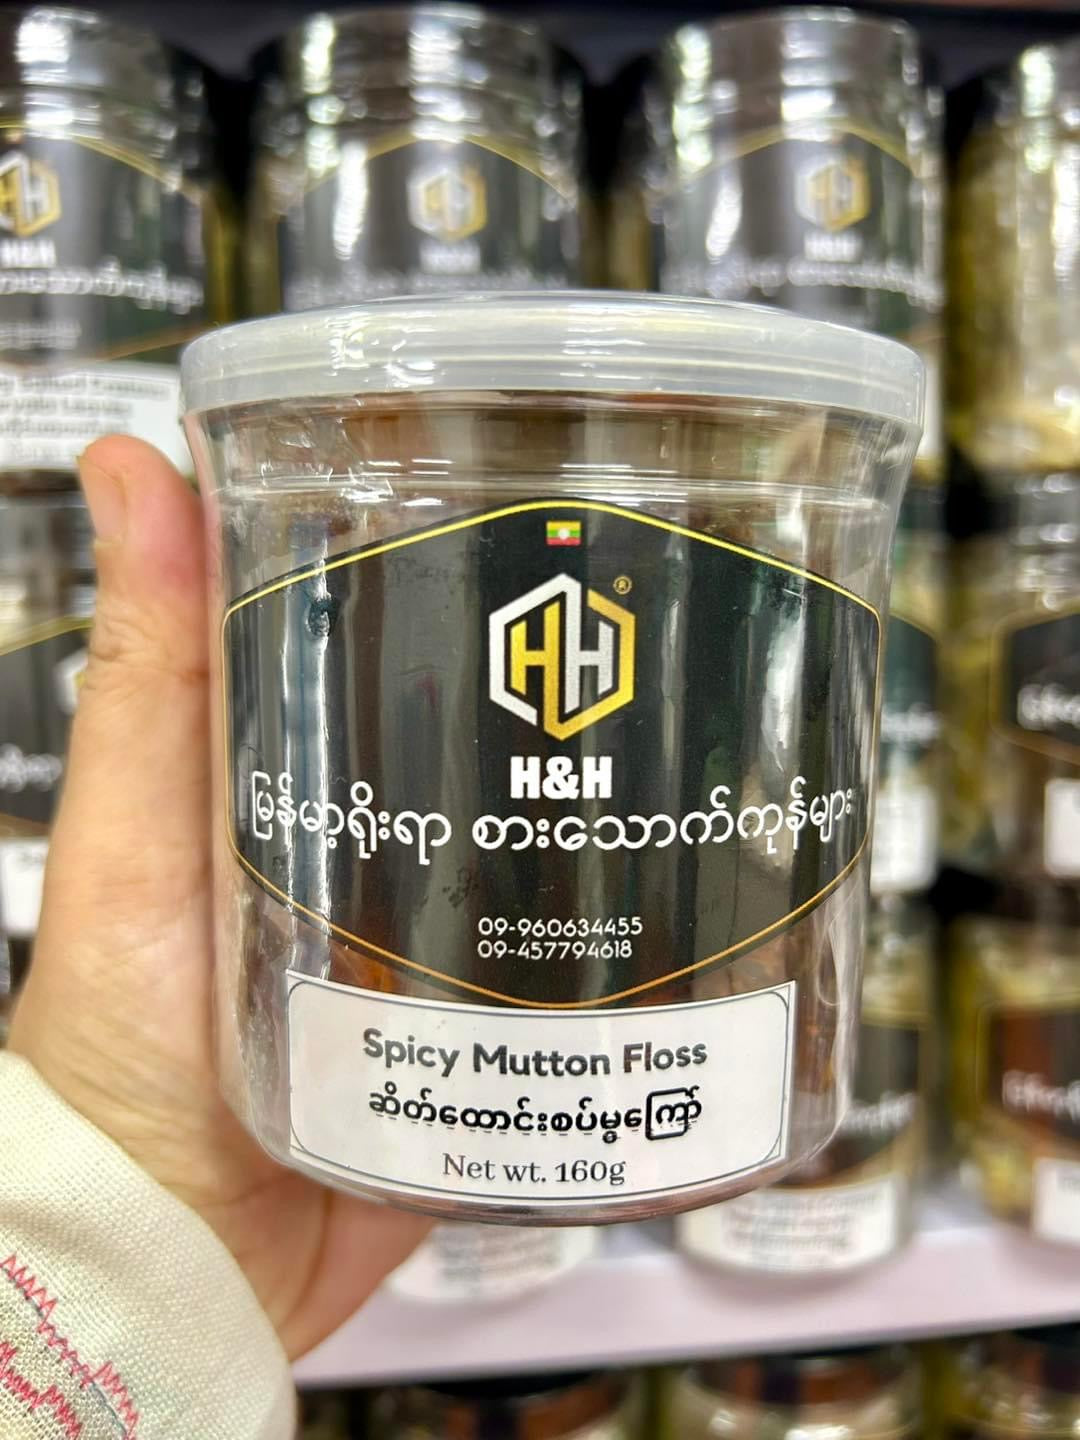 H&H
H&H
H&H
HH
®
H&H
မြန်မာ့ရိုးရာ စားသောက်ကုန်များ
09-960634455
09-457794618
Spicy Mutton Floss
ဆိတ်ထောင်းစပ်မွှကြော်
Net wt. 160g